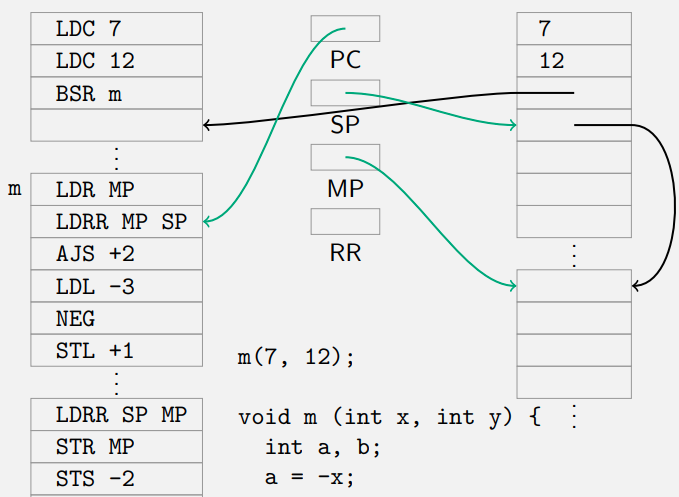 LDC 7
LDC 12
BSR m
⋮
m LDR MP
LDRR MP SP
AJS +2
LDL -3
NEG
STL +1
⋮
LDRR SP MP
STR MP
STS -2
PC
SP
MP
RR
m(7, 12);
void m (int x, int y) {
int a, b;
a = -x;
7
12
⋮
⋮